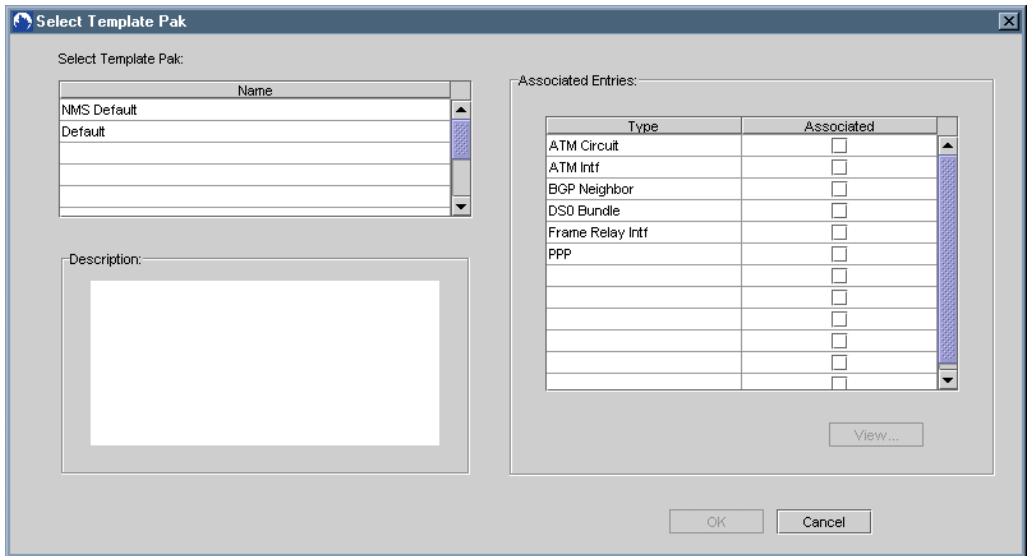 Select Template Pak
Select Template Pak:
Name
NMS Default
Default
Description:
Associated Entries:
Type Associated
ATM Circuit
ATM Intf
BGP Neighbor
DS0 Bundle
Frame Relay Intf
PPP
View...
OK Cancel